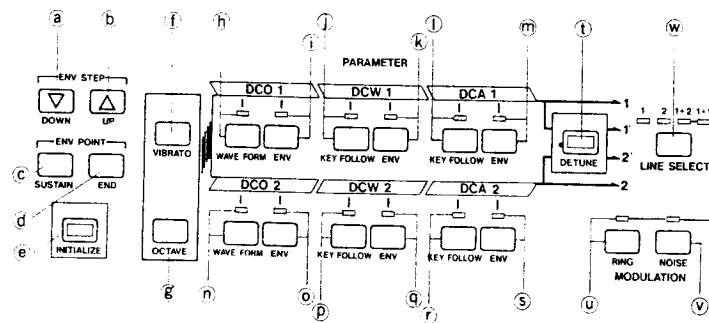 ⓐ ⓑ ⓕ ⓗ ⓙ ⓛ ⓣ ⓦ
ⓘ ⓚ ⓜ
PARAMETER
ENV STEP
DCO 1 DCW 1 DCA 1
DOWN UP
1 2 1+2 1+1'
1
1'
2'
2
ENV POINT
VIBRATO
WAVE FORM ENV KEY FOLLOW ENV KEY FOLLOW ENV
DETUNE
LINE SELECT
ⓒ SUSTAIN END
DCO 2 DCW 2 DCA 2
ⓓ
ⓔ INITIALIZE
OCTAVE
WAVE FORM ENV KEY FOLLOW ENV KEY FOLLOW ENV
RING NOISE
MODULATION
ⓖ ⓝ ⓞ ⓟ ⓠ ⓡ ⓢ ⓤ ⓥ